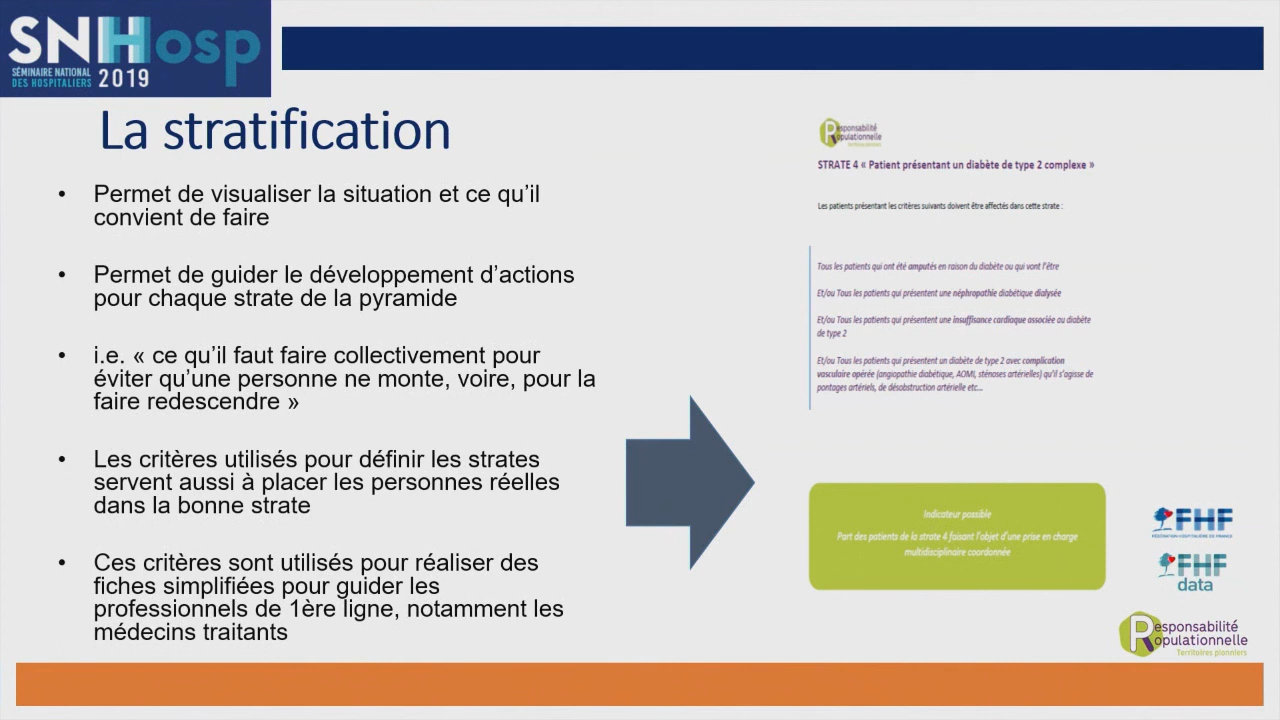 SNHosp
SÉMINAIRE NATIONAL
DES HOSPITALIERS 2019
La stratification
• Permet de visualiser la situation et ce qu’il
convient de faire
• Permet de guider le développement d’actions
pour chaque strate de la pyramide
• i.e. « ce qu’il faut faire collectivement pour
éviter qu’une personne ne monte, voire, pour la
faire redescendre »
• Les critères utilisés pour définir les strates
servent aussi à placer les personnes réelles
dans la bonne strate
• Ces critères sont utilisés pour réaliser des
fiches simplifiées pour guider les
professionnels de 1ère ligne, notamment les
médecins traitants
Responsabilité
Populationnelle
Territoires pionniers
STRATE 4 « Patient présentant un diabète de type 2 complexe »
Les patients présentant les critères suivants doivent être affectés dans cette strate :
Tous les patients qui ont été amputés en raison du diabète ou qui vont l’être
Et/ou Tous les patients qui présentent une néphropathie diabétique dialysée
Et/ou Tous les patients qui présentent une insuffisance cardiaque associée au diabète
de type 2
Et/ou Tous les patients qui présentent un diabète de type 2 avec complication
vasculaire opérée (angiopathie diabétique, AOMI, sténoses artérielles) qu’il s’agisse de
pontages artériels, de désobstruction artérielle etc...
Indicateur possible
Part des patients de la strate 4 faisant l’objet d’une prise en charge
multidisciplinaire coordonnée
FHF
FÉDÉRATION HOSPITALIÈRE DE FRANCE
FHF
data
Responsabilité
Populationnelle
Territoires pionniers